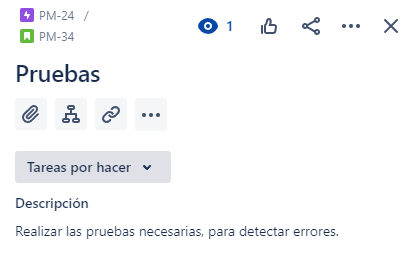 PM-24 /
PM-34
1
Pruebas
Tareas por hacer
Descripción
Realizar las pruebas necesarias, para detectar errores.